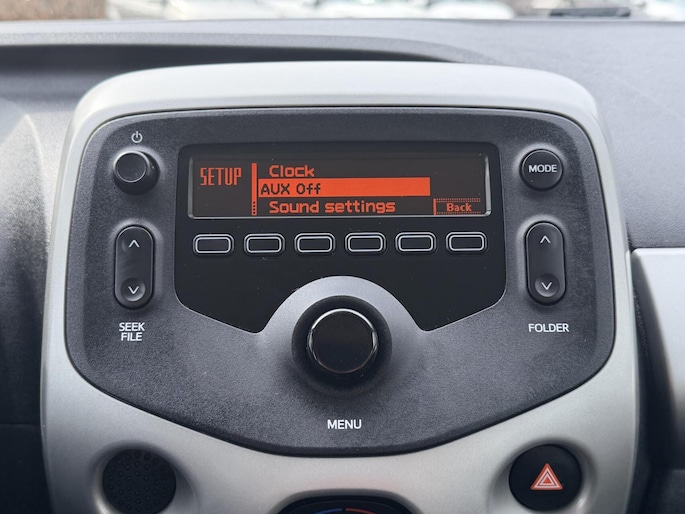 SETUP
Clock
AUX Off
Sound settings
Back
MODE
SEEK
FILE
FOLDER
MENU